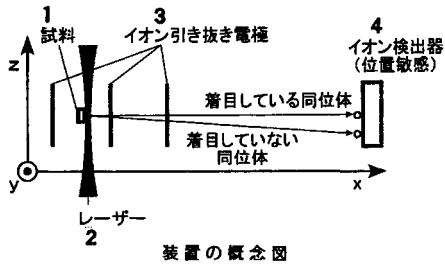 1
試料
3
イオン引き抜き電極
4
イオン検出器
(位置敏感)
z
着目している同位体
着目していない
同位体
y
x
レーザー
2
装置の概念図